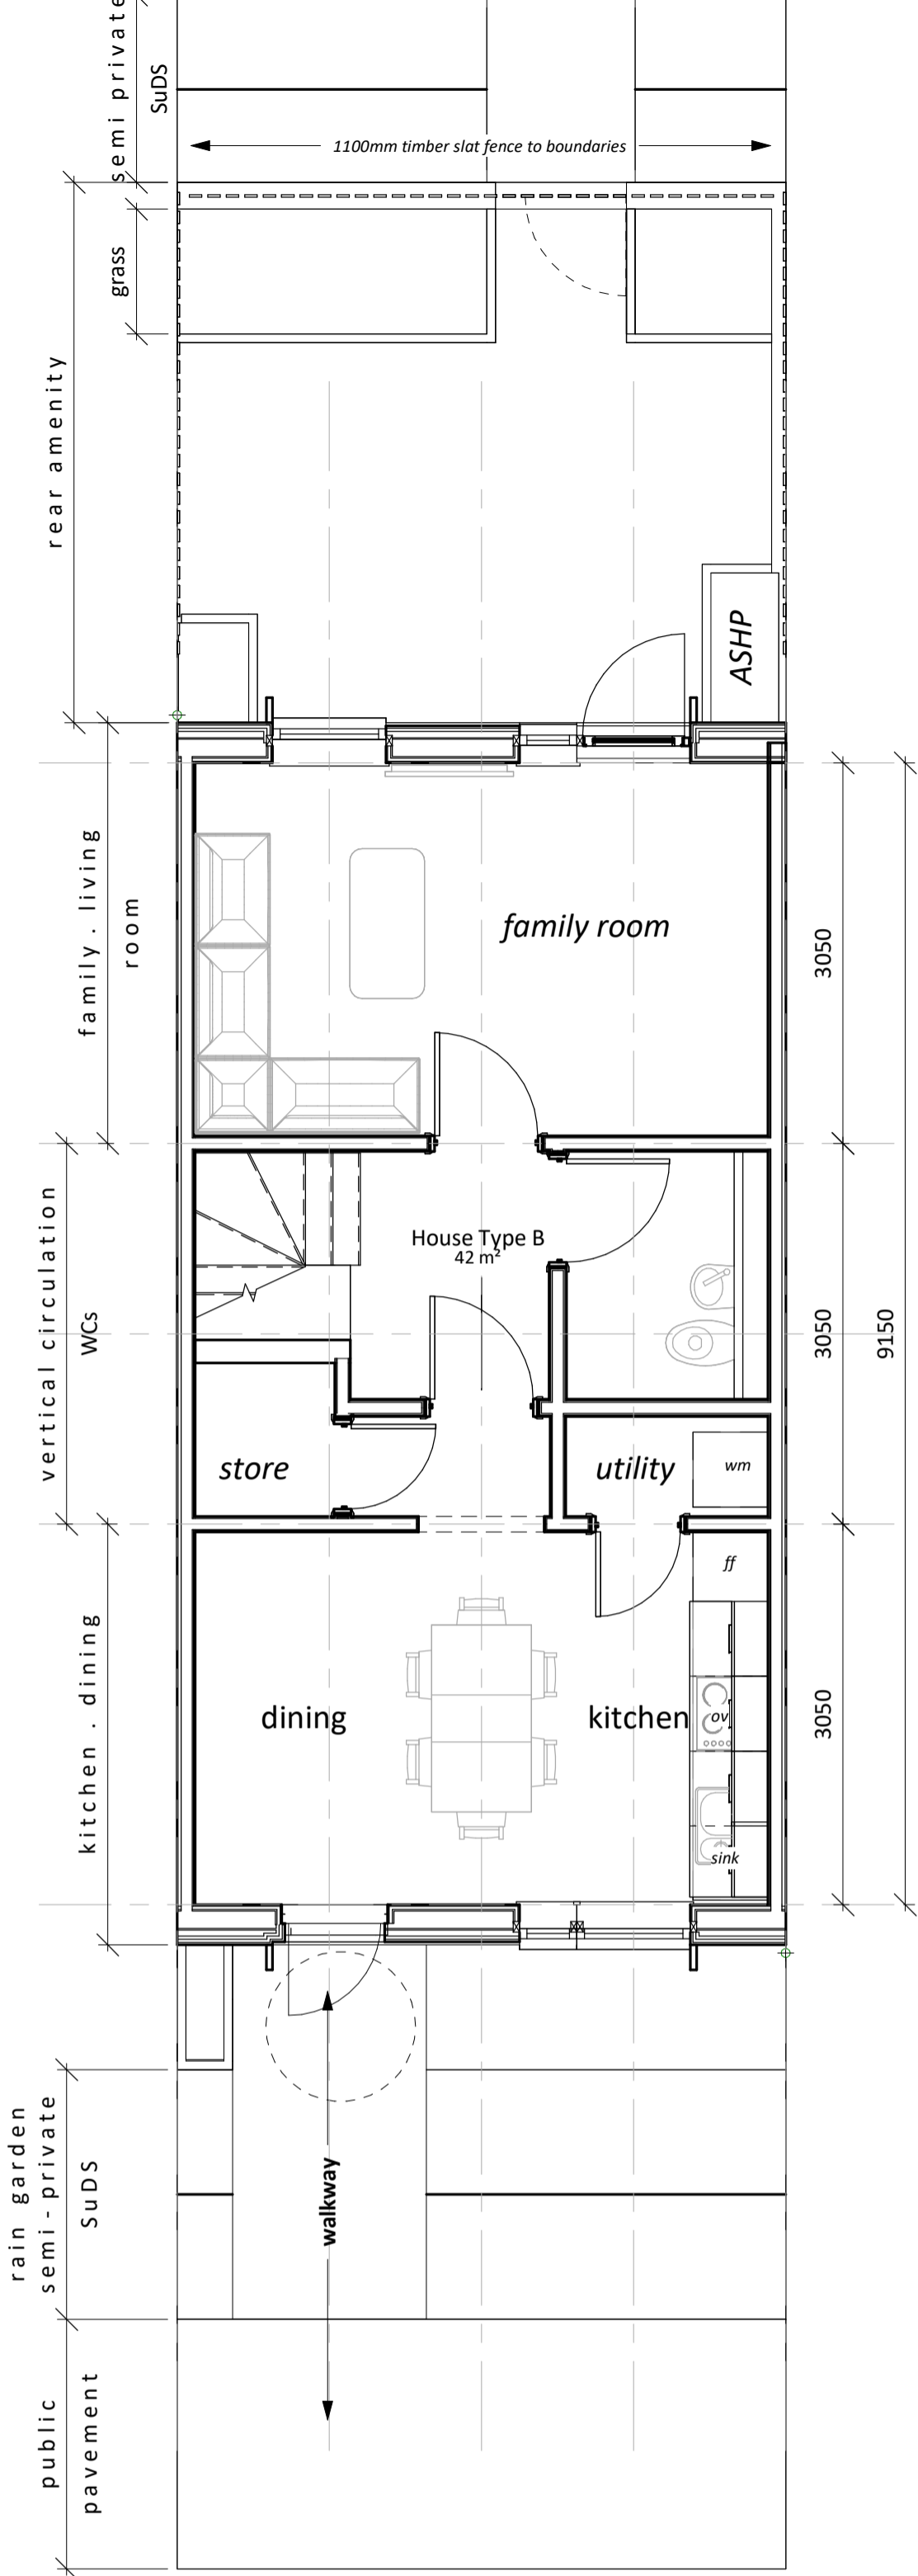 semi private
SuDS
1100mm timber slat fence to boundaries
grass
rear amenity
ASHP
family . living
room
family room
3050
House Type B
42 m²
vertical circulation
WCs
3050
9150
store
utility
wm
ff
kitchen . dining
dining
kitchen
ov
3050
sink
walkway
rain garden
semi - private
SuDS
public
pavement